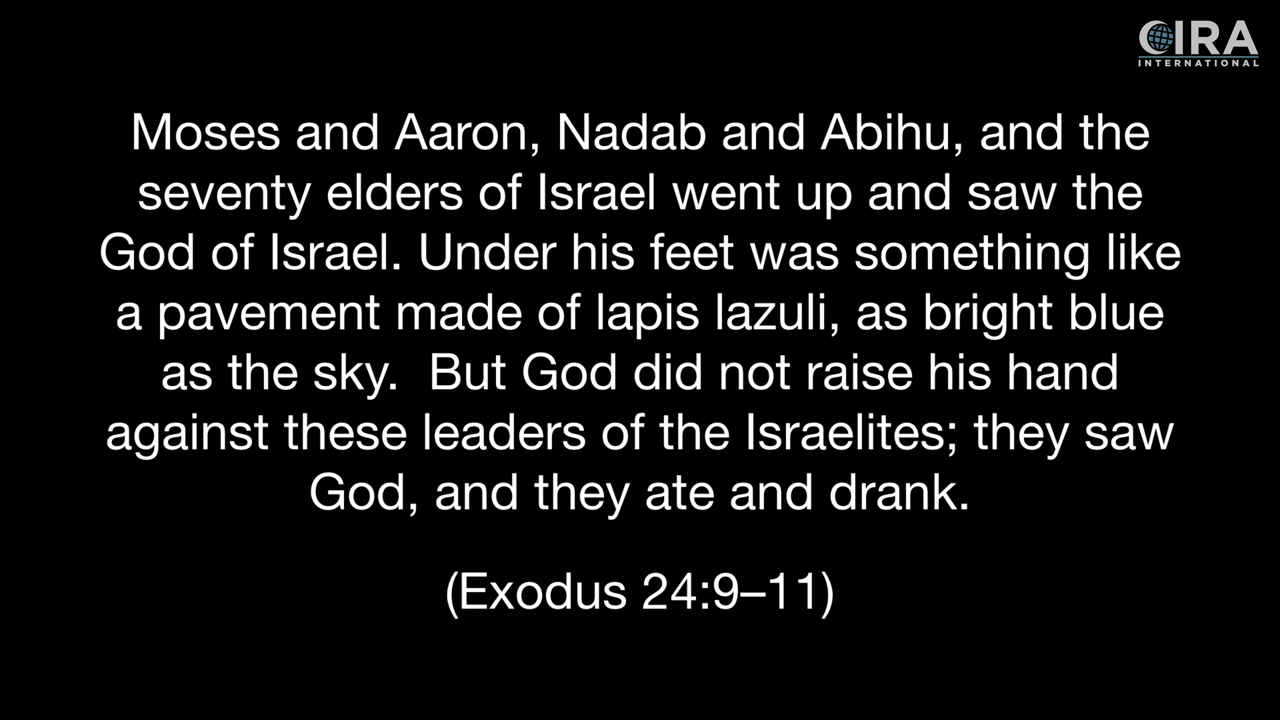 CIRA
INTERNATIONAL
Moses and Aaron, Nadab and Abihu, and the
seventy elders of Israel went up and saw the
God of Israel. Under his feet was something like
a pavement made of lapis lazuli, as bright blue
as the sky.  But God did not raise his hand
against these leaders of the Israelites; they saw
God, and they ate and drank.
(Exodus 24:9–11)